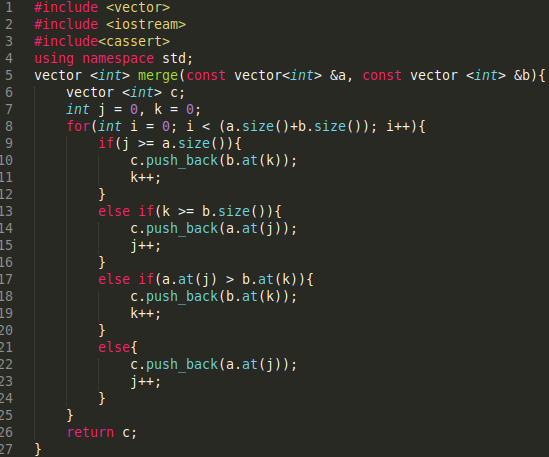 1 #include <vector>
2 #include <iostream>
3 #include<cassert>
4 using namespace std;
5 vector <int> merge(const vector<int> &a, const vector <int> &b){
6     vector <int> c;
7     int j = 0, k = 0;
8     for(int i = 0; i < (a.size()+b.size()); i++){
9         if(j >= a.size()){
10             c.push_back(b.at(k));
11             k++;
12         }
13         else if(k >= b.size()){
14             c.push_back(a.at(j));
15             j++;
16         }
17         else if(a.at(j) > b.at(k)){
18             c.push_back(b.at(k));
19             k++;
20         }
21         else{
22             c.push_back(a.at(j));
23             j++;
24         }
25     }
26     return c;
27 }